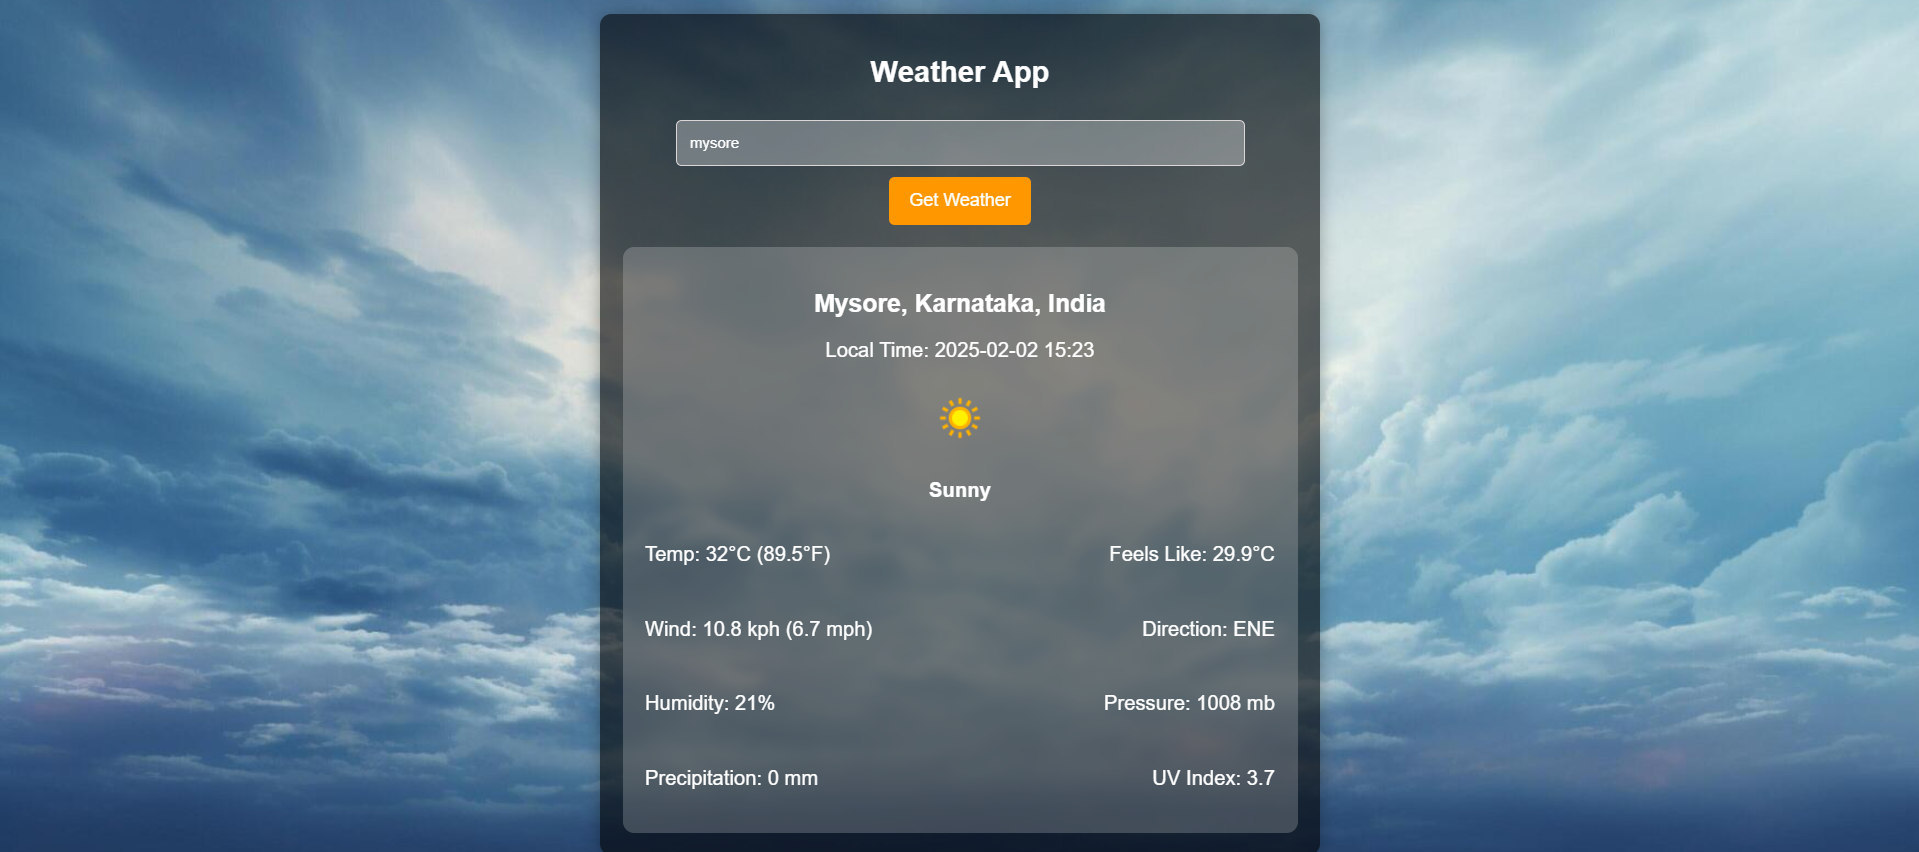 Weather App
mysore
Get Weather
Mysore, Karnataka, India
Local Time: 2025-02-02 15:23
Sunny
Temp: 32°C (89.5°F)
Feels Like: 29.9°C
Wind: 10.8 kph (6.7 mph)
Direction: ENE
Humidity: 21%
Pressure: 1008 mb
Precipitation: 0 mm
UV Index: 3.7